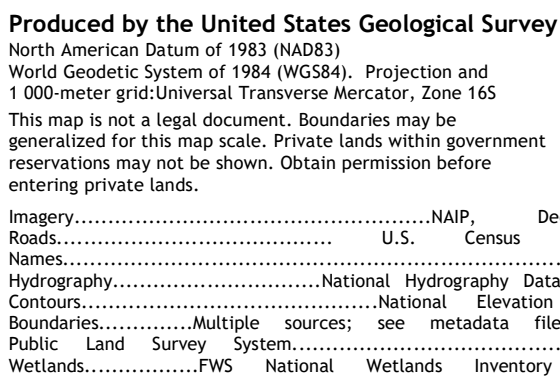 Produced by the United States Geological Survey
North American Datum of 1983 (NAD83)
World Geodetic System of 1984 (WGS84). Projection and
1 000-meter grid:Universal Transverse Mercator, Zone 16S
This map is not a legal document. Boundaries may be
generalized for this map scale. Private lands within government
reservations may not be shown. Obtain permission before
entering private lands.
Imagery.....................................................NAIP, De
Roads......................................... U.S. Census
Names......................................................................
Hydrography...............................National Hydrography Data
Contours............................................National Elevation
Boundaries..............Multiple sources; see metadata file
Public Land Survey System........................................
Wetlands.................FWS National Wetlands Inventory